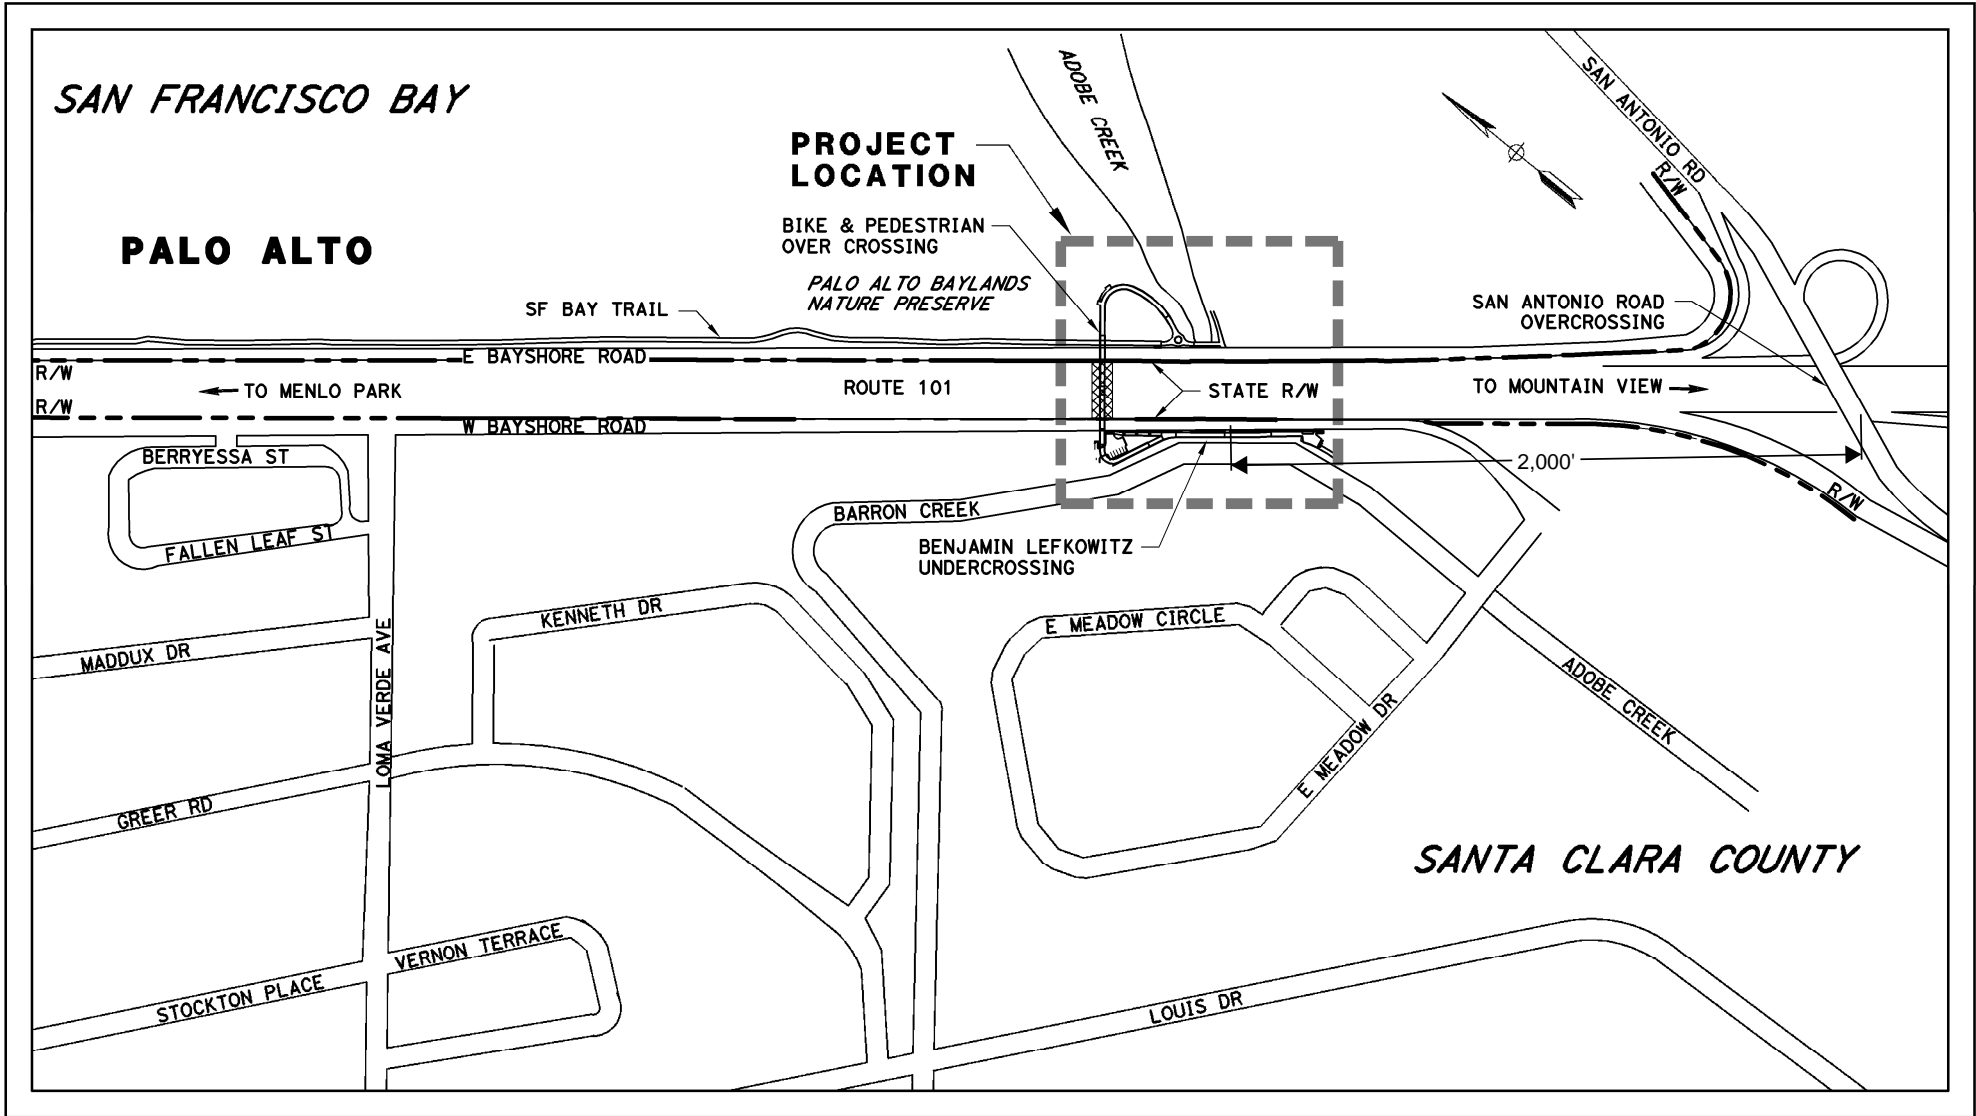 SAN FRANCISCO BAY
ADOBE CREEK
SAN ANTONIO RD
R/W
PROJECT
LOCATION
BIKE & PEDESTRIAN
OVER CROSSING
PALO ALTO
PALO ALTO BAYLANDS
NATURE PRESERVE
SF BAY TRAIL
SAN ANTONIO ROAD
OVERCROSSING
E BAYSHORE ROAD
R/W
TO MENLO PARK
ROUTE 101
STATE R/W
TO MOUNTAIN VIEW
R/W
W BAYSHORE ROAD
BERRYESSA ST
2,000'
R/W
BARRON CREEK
FALLEN LEAF ST
BENJAMIN LEFKOWITZ
UNDERCROSSING
KENNETH DR
E MEADOW CIRCLE
MADDUX DR
LOMA VERDE AVE
ADOBE CREEK
E MEADOW DR
GREER RD
SANTA CLARA COUNTY
VERNON TERRACE
STOCKTON PLACE
LOUIS DR